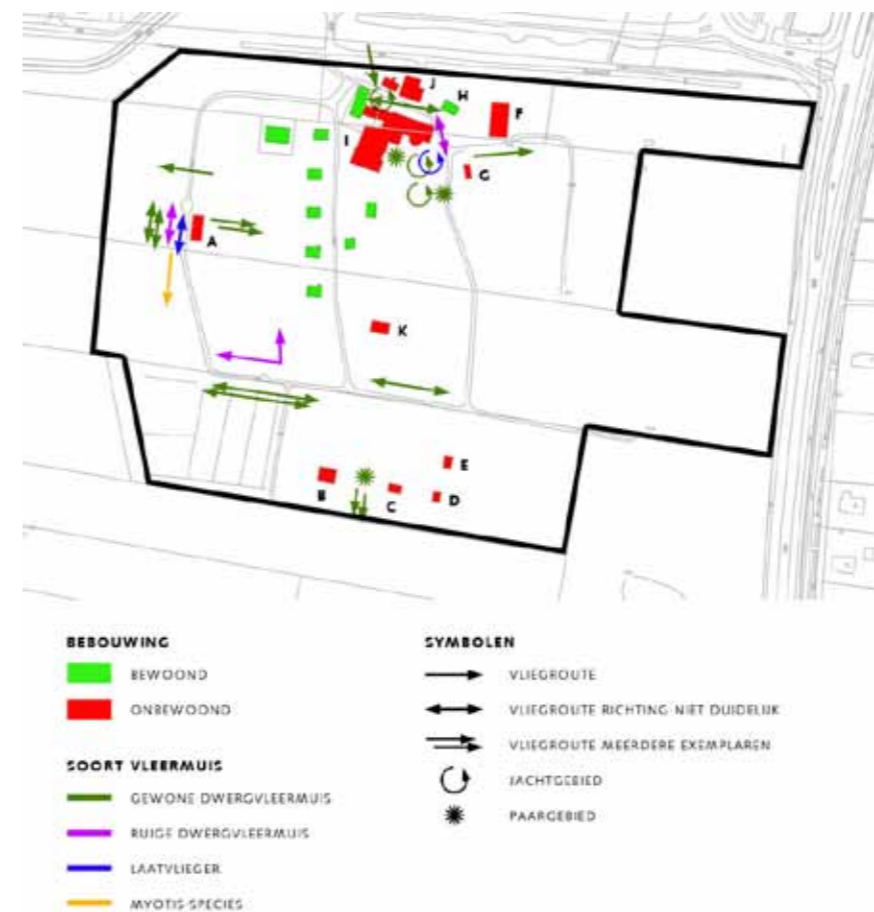 J
H
F
I
G
A
K
E
B
C
D
BEBOUWING
BEWOOND
ONBEWOOND
SOORT VLEERMUIS
GEWONE DWERGVLEERMUIS
RUIGE DWERGVLEERMUIS
LAATVLIEGER
MYOTIS-SPECIES
SYMBOLEN
VLIEGROUTE
VLIEGROUTE RICHTING NIET DUIDELIJK
VLIEGROUTE MEERDERE EXEMPLAREN
JACHTGEBIED
PAARGEBIED